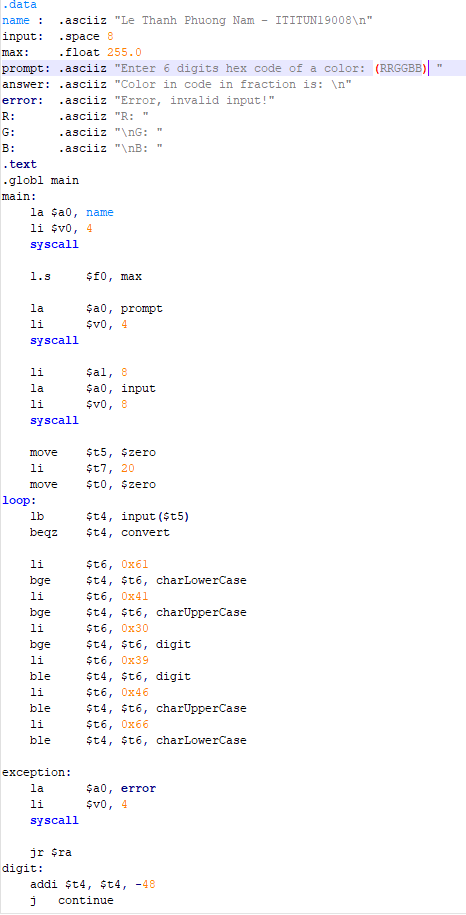 .data
name : .asciiz "Le Thanh Phuong Nam - ITITUN19008\n"
input: .space 8
max: .float 255.0
prompt: .asciiz "Enter 6 digits hex code of a color: (RRGGBB) "
answer: .asciiz "Color in code in fraction is: \n"
error: .asciiz "Error, invalid input!"
R: .asciiz "R: "
G: .asciiz "\nG: "
B: .asciiz "\nB: "
.text
.globl main
main:
la $a0, name
li $v0, 4
syscall
l.s $f0, max
la $a0, prompt
li $v0, 4
syscall
li $a1, 8
la $a0, input
li $v0, 8
syscall
move $t5, $zero
li $t7, 20
move $t0, $zero
loop:
lb $t4, input($t5)
beqz $t4, convert
li $t6, 0x61
bge $t4, $t6, charLowerCase
li $t6, 0x41
bge $t4, $t6, charUpperCase
li $t6, 0x30
bge $t4, $t6, digit
li $t6, 0x39
ble $t4, $t6, digit
li $t6, 0x46
ble $t4, $t6, charUpperCase
li $t6, 0x66
ble $t4, $t6, charLowerCase
exception:
la $a0, error
li $v0, 4
syscall
jr $ra
digit:
addi $t4, $t4, -48
j continue